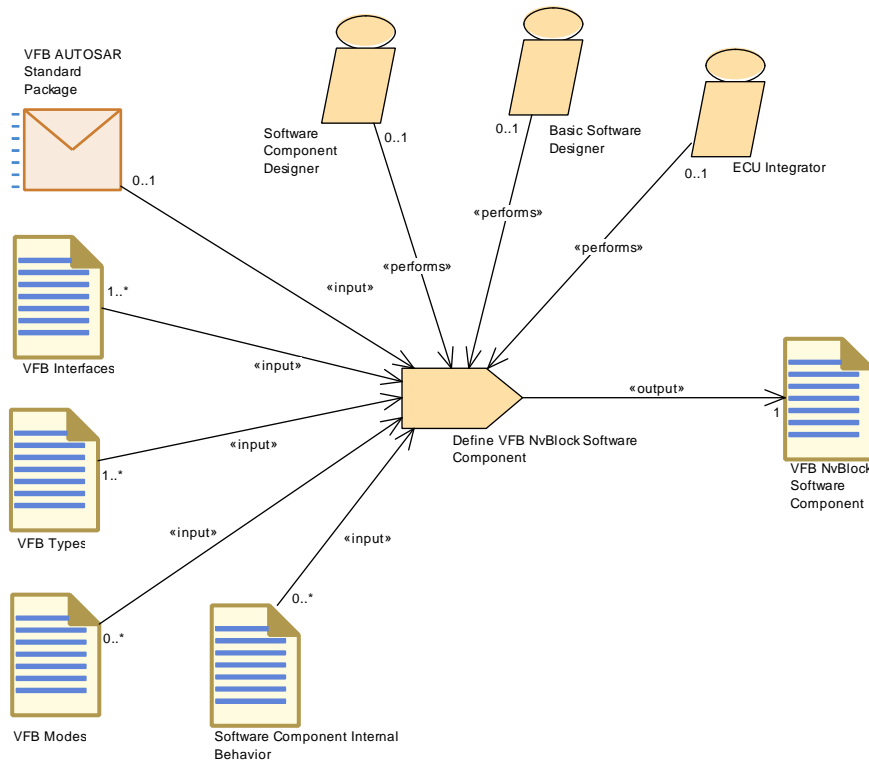 VFB AUTOSAR
Standard
Package
0..1
Software
Component
Designer
0..1
Basic Software
Designer
0..1
ECU Integrator
0..1
«performs»
«performs»
«performs»
«input»
1..*
VFB Interfaces
«input»
«output»
1
Define VFB NvBlock Software
Component
VFB NvBlock
Software
Component
«input»
1..*
VFB Types
«input»
«input»
0..*
VFB Modes
0..*
Software Component Internal
Behavior